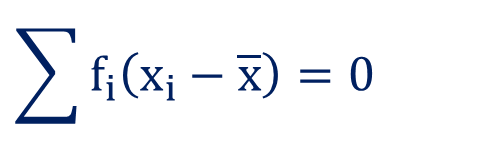 ∑ fᵢ(xᵢ − x̅) = 0